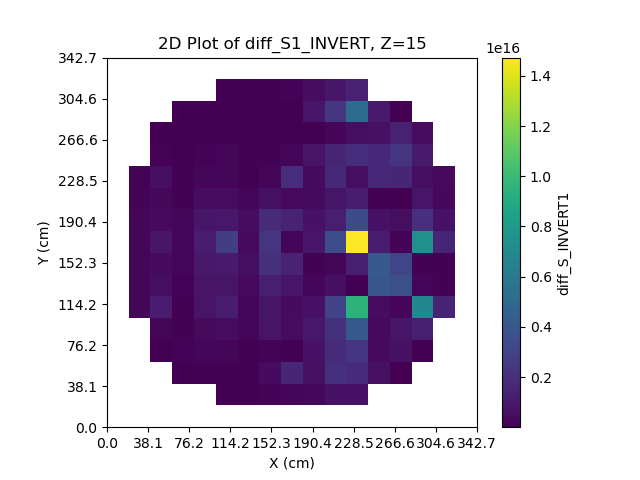 2D Plot of diff_S1_INVERT, Z=15
1e16
342.7
304.6
266.6
228.5
190.4
152.3
114.2
76.2
38.1
0.0
Y (cm)
0.0 38.1 76.2 114.2 152.3 190.4 228.5 266.6 304.6 342.7
X (cm)
1.4
1.2
1.0
0.8
0.6
0.4
0.2
diff_S_INVERT1